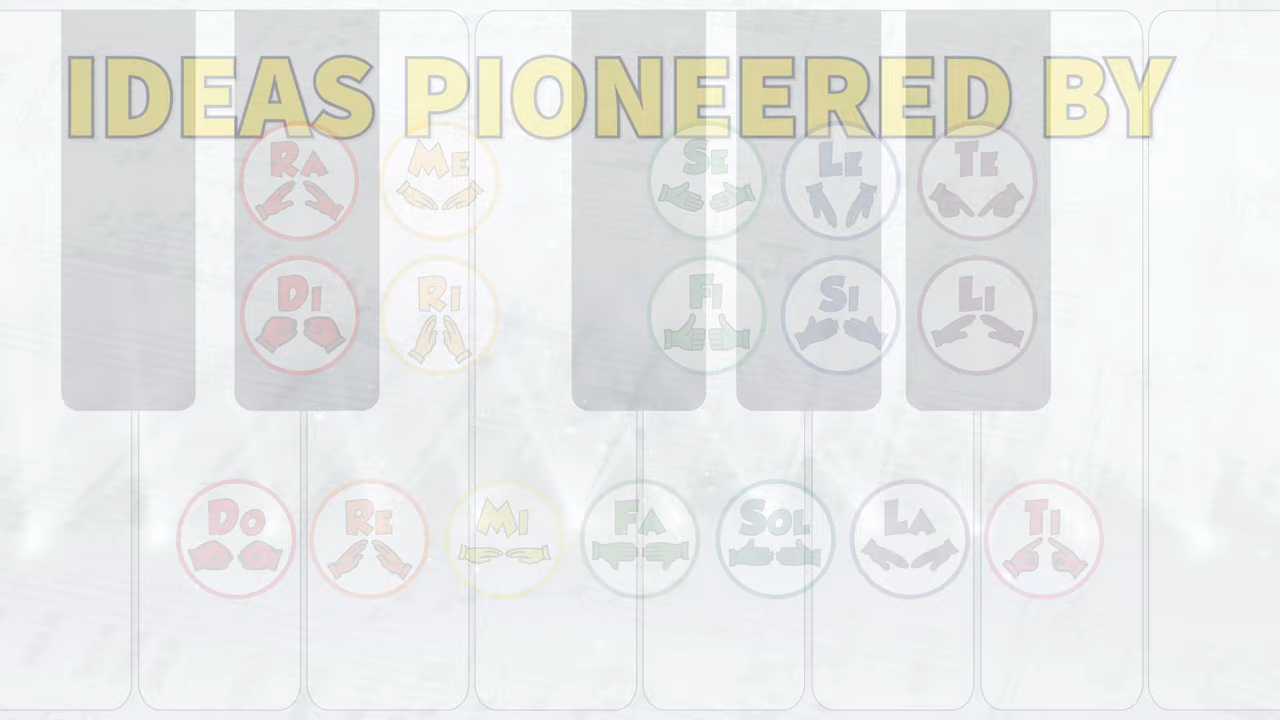 IDEAS PIONEERED BY
RA ME SE LE TE
DI RI FI SI LI
DO RE MI FA SOL LA TI